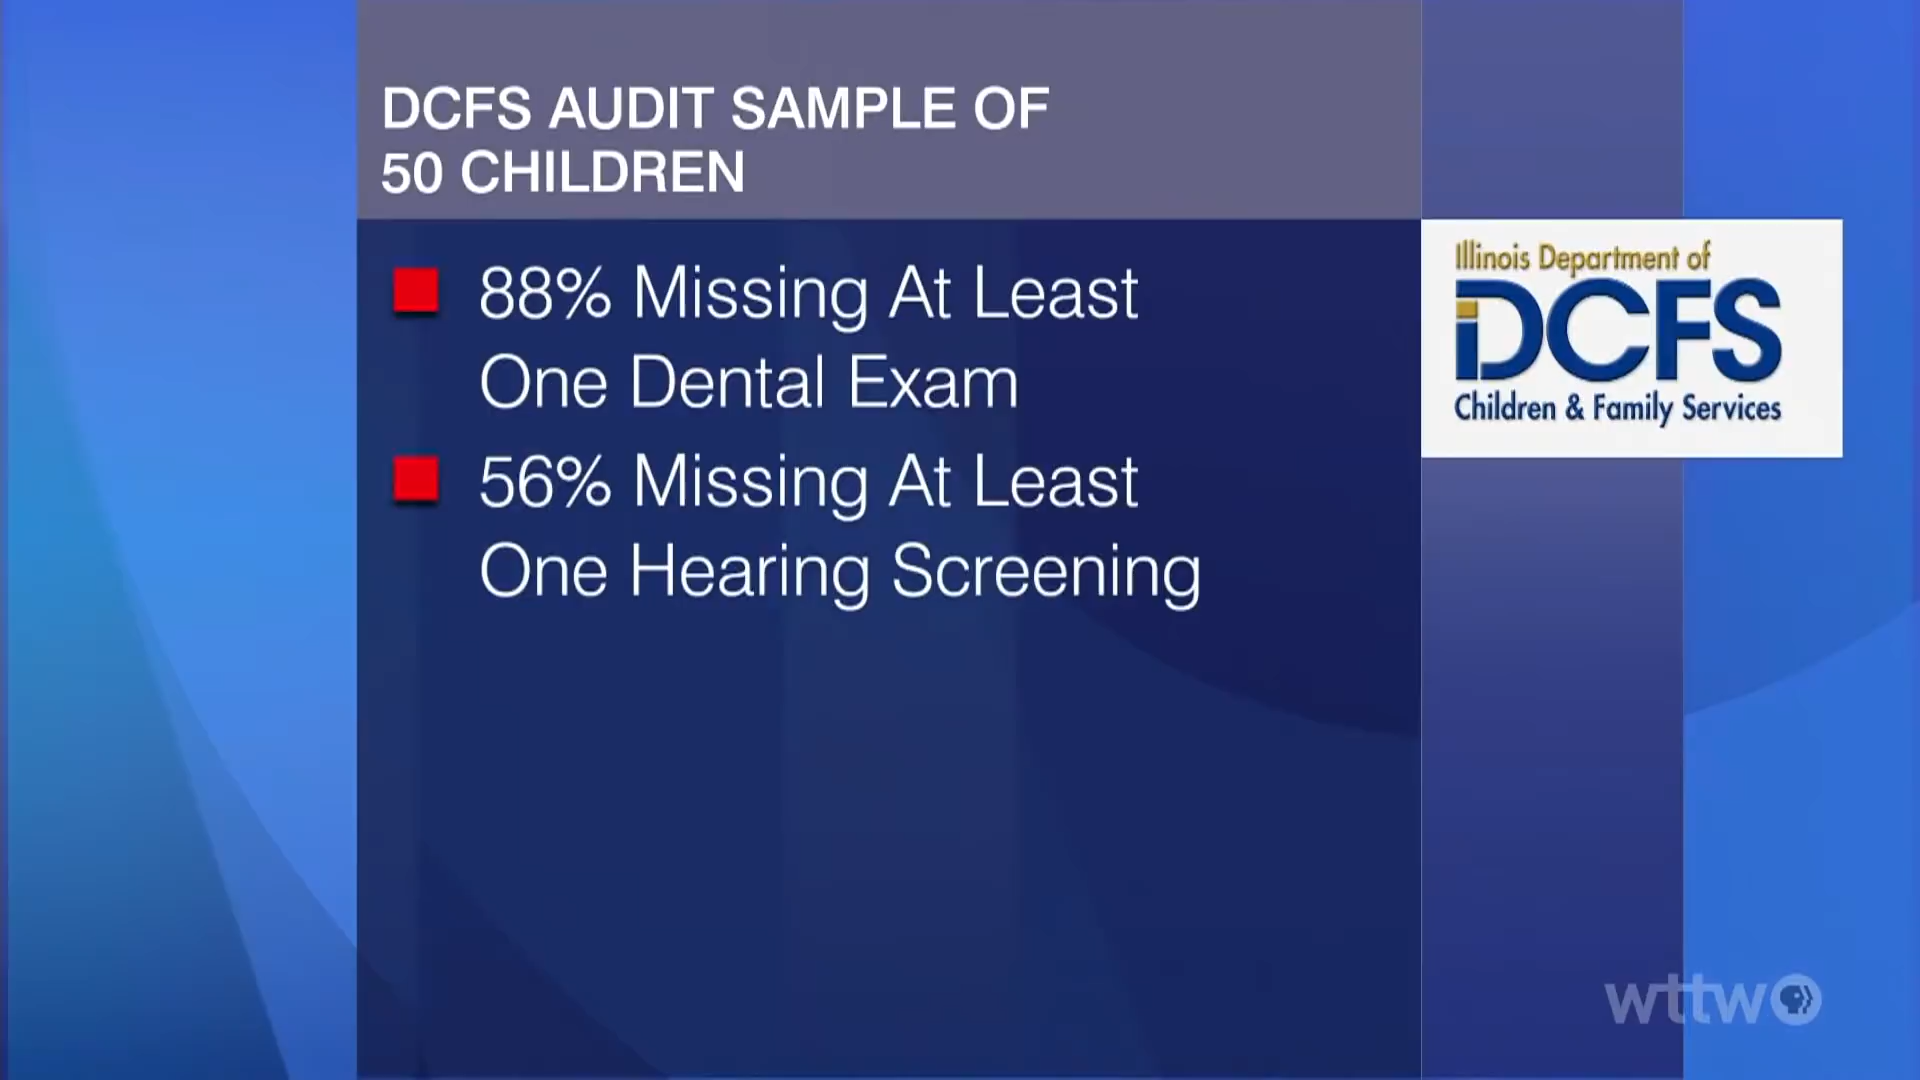 DCFS AUDIT SAMPLE OF
50 CHILDREN
88% Missing At Least
One Dental Exam
56% Missing At Least
One Hearing Screening
Illinois Department of
DCFS
Children & Family Services
wttw